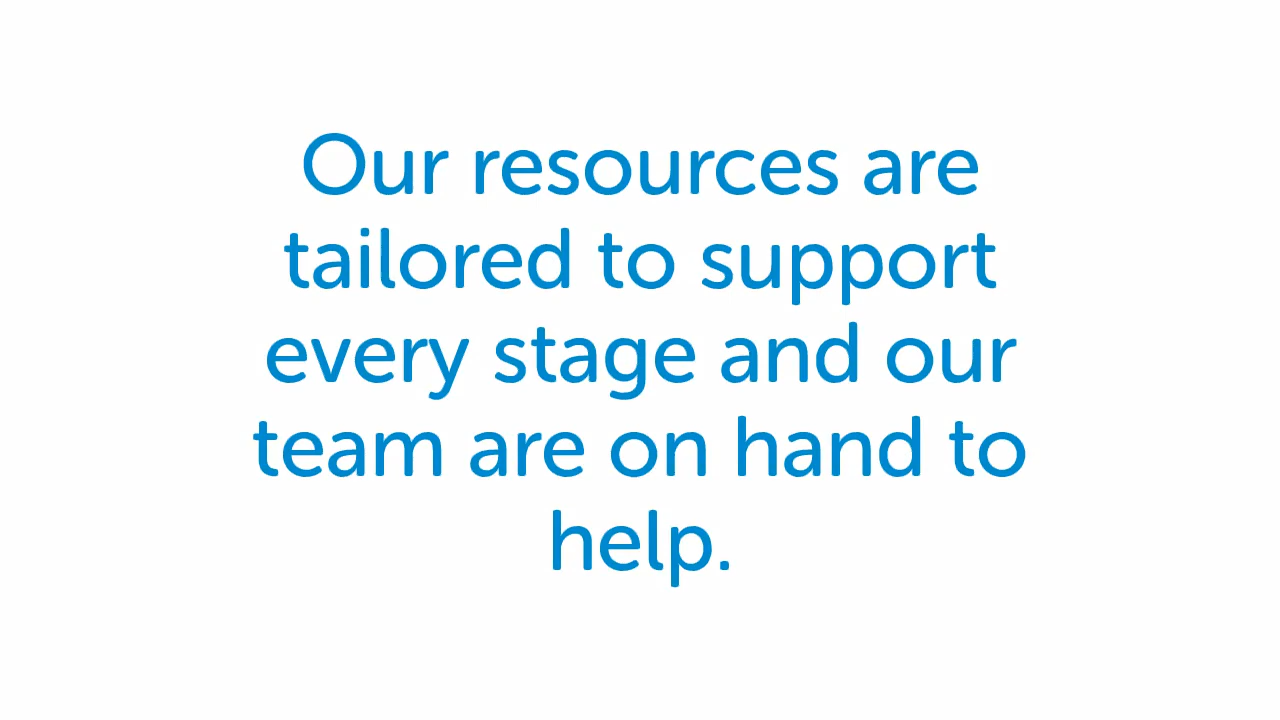 Our resources are
tailored to support
every stage and our
team are on hand to
help.